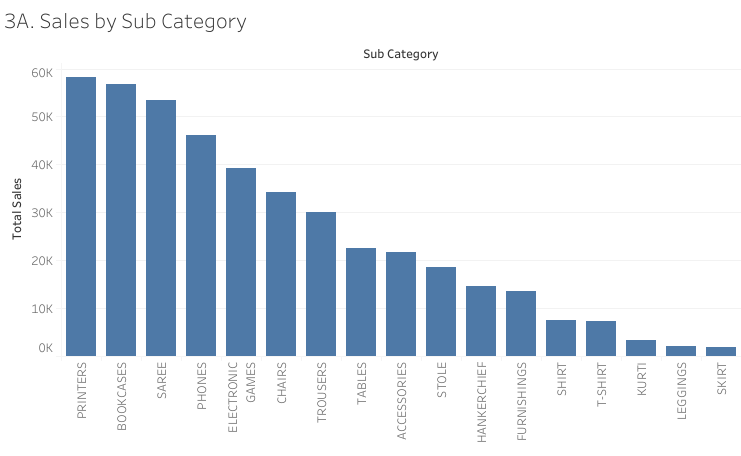 3A. Sales by Sub Category
Sub Category
60K
50K
40K
30K
20K
10K
0K
Total Sales
PRINTERS
BOOKCASES
SAREE
PHONES
ELECTRONIC
GAMES
CHAIRS
TROUSERS
TABLES
ACCESSORIES
STOLE
HANKERCHIEF
FURNISHINGS
SHIRT
T-SHIRT
KURTI
LEGGINGS
SKIRT